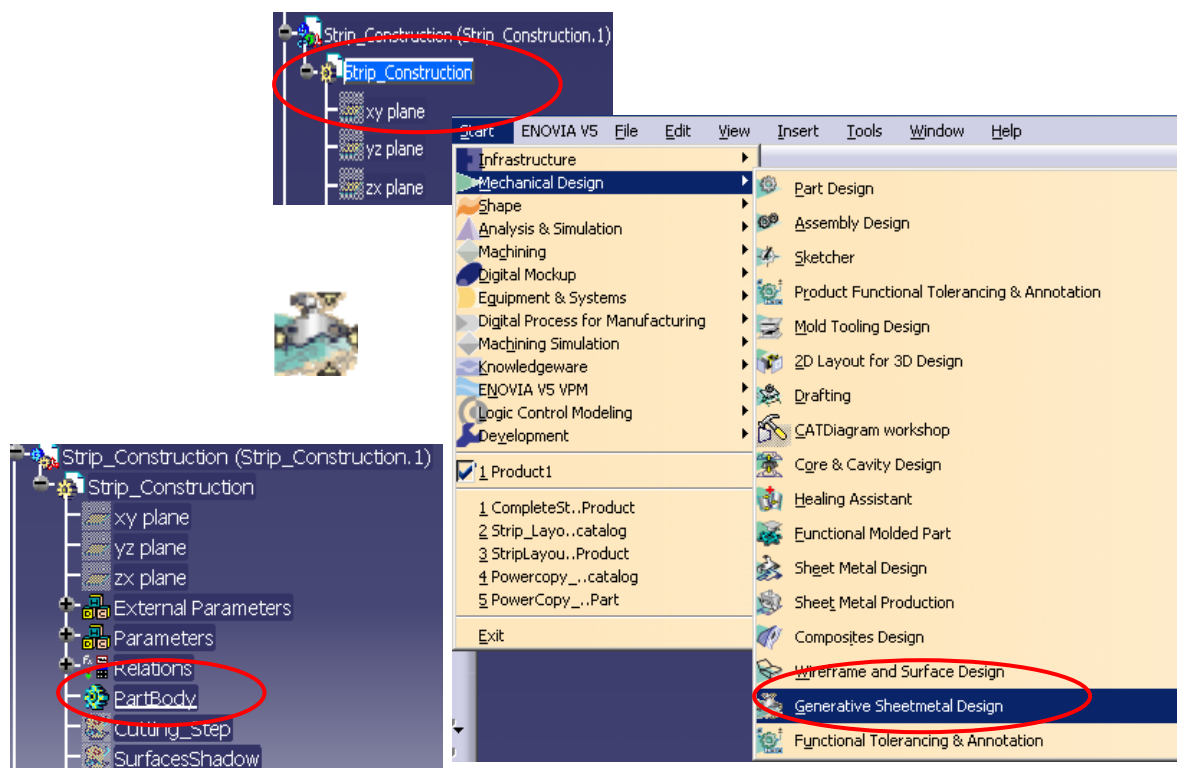 Strip_Construction (Strip_Construction.1)
Strip_Construction
xy plane
yz plane
zx plane
Start ENOVIA V5 File Edit View Insert Tools Window Help
Infrastructure
Mechanical Design
Shape
Analysis & Simulation
Machining
Digital Mockup
Equipment & Systems
Digital Process for Manufacturing
Machining Simulation
Knowledgeware
ENOVIA V5 VPM
Logic Control Modeling
Development
1 Product1
1 CompleteSt..Product
2 Strip_Layo..catalog
3 StripLayou..Product
4 Powercopy_..catalog
5 PowerCopy_..Part
Exit
Part Design
Assembly Design
Sketcher
Product Functional Tolerancing & Annotation
Mold Tooling Design
2D Layout for 3D Design
Drafting
CATDiagram workshop
Core & Cavity Design
Healing Assistant
Functional Molded Part
Sheet Metal Design
Sheet Metal Production
Composites Design
Wireframe and Surface Design
Generative Sheetmetal Design
Functional Tolerancing & Annotation
Strip_Construction (Strip_Construction.1)
Strip_Construction
xy plane
yz plane
zx plane
External Parameters
Parameters
Relations
PartBody
Cutting_Step
SurfacesShadow